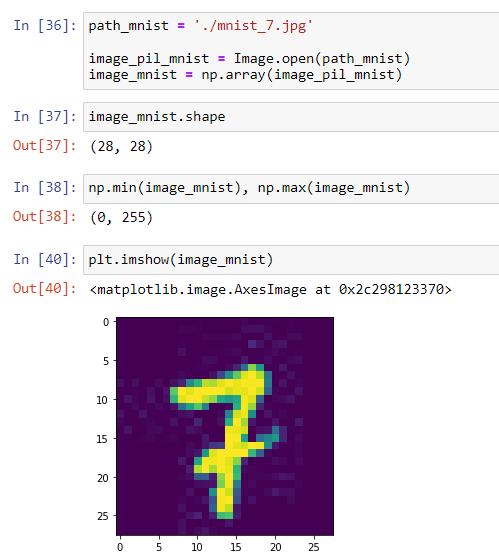 In [36]: path_mnist = './mnist_7.jpg'
image_pil_mnist = Image.open(path_mnist)
image_mnist = np.array(image_pil_mnist)
In [37]: image_mnist.shape
Out[37]: (28, 28)
In [38]: np.min(image_mnist), np.max(image_mnist)
Out[38]: (0, 255)
In [40]: plt.imshow(image_mnist)
Out[40]: <matplotlib.image.AxesImage at 0x2c298123370>
0
5
10
15
20
25
7
0 5 10 15 20 25